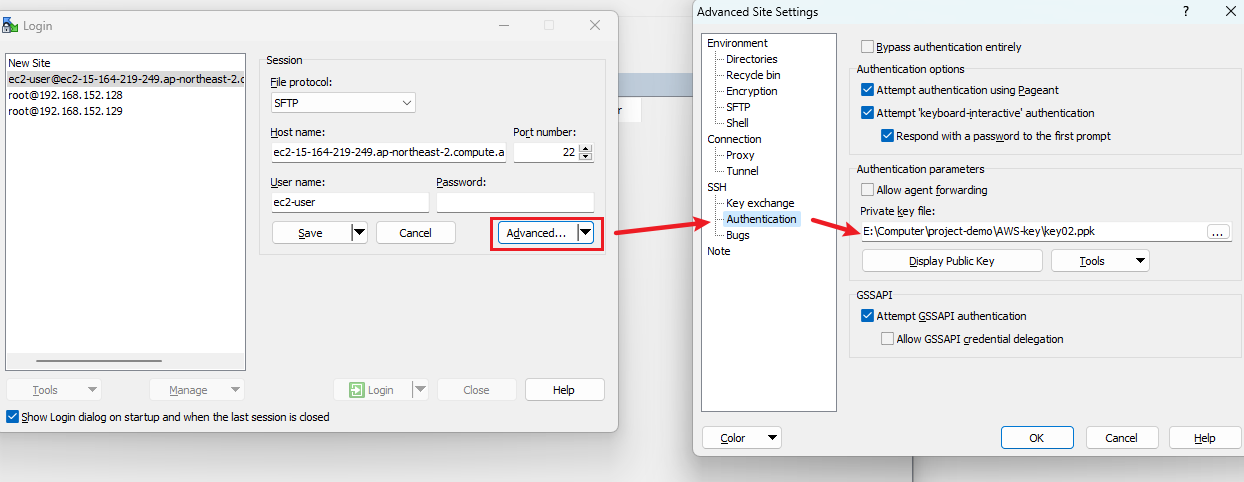 Login
New Site
ec2-user@ec2-15-164-219-249.ap-northeast-2.c
root@192.168.152.128
root@192.168.152.129
Session
File protocol:
SFTP
Host name:
Port number:
ec2-15-164-219-249.ap-northeast-2.compute.a
22
User name:
Password:
ec2-user
Save
Cancel
Advanced...
Tools
Manage
Login
Close
Help
Show Login dialog on startup and when the last session is closed
r
Advanced Site Settings
?
Environment
Directories
Recycle bin
Encryption
SFTP
Shell
Connection
Proxy
Tunnel
SSH
Key exchange
Authentication
Bugs
Note
Bypass authentication entirely
Authentication options
Attempt authentication using Pageant
Attempt 'keyboard-interactive' authentication
Respond with a password to the first prompt
Authentication parameters
Allow agent forwarding
Private key file:
E:\Computer\project-demo\AWS-key\key02.ppk
...
Display Public Key
Tools
GSSAPI
Attempt GSSAPI authentication
Allow GSSAPI credential delegation
Color
OK
Cancel
Help